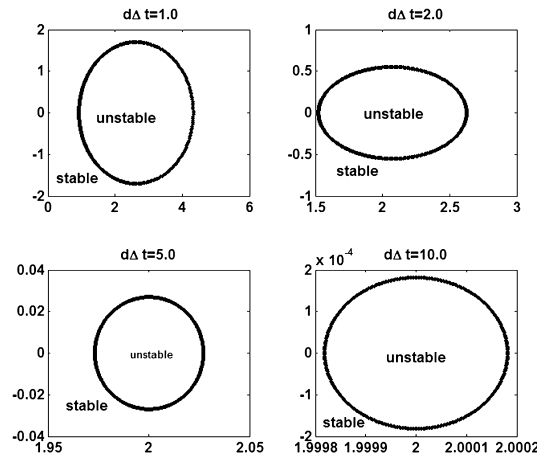 dΔ t=1.0
2
1
0
-1
-2
0 2 4 6
unstable
stable
dΔ t=2.0
1
0.5
0
-0.5
-1
1.5 2 2.5 3
unstable
stable
dΔ t=5.0
0.04
0.02
0
-0.02
-0.04
1.95 2 2.05
unstable
stable
dΔ t=10.0
x 10⁻⁴
2
1
0
-1
-2
1.9998 1.9999 2 2.0001 2.0002
unstable
stable